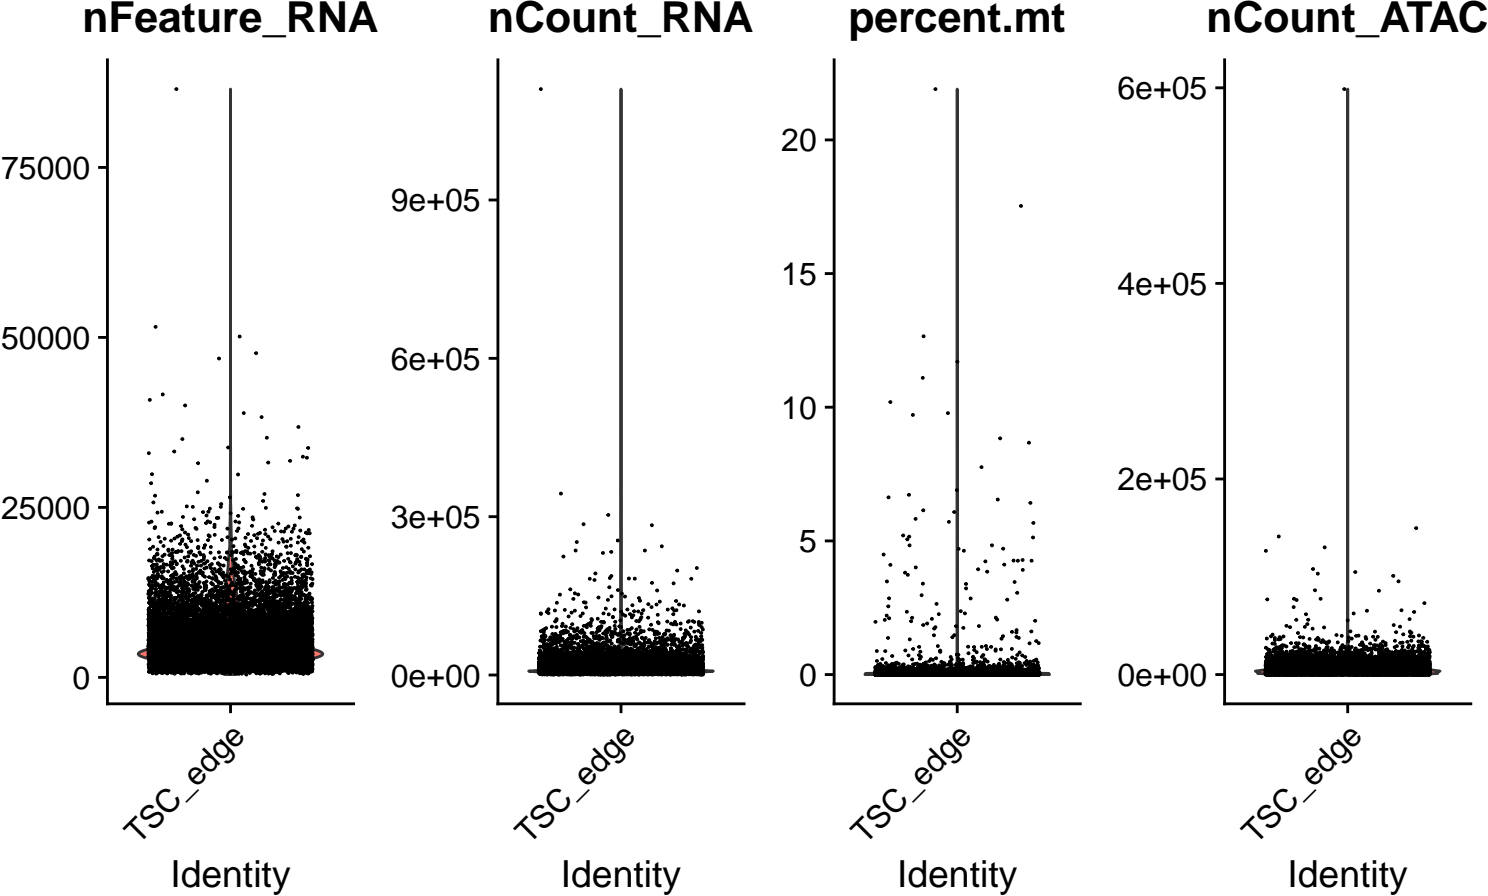 nFeature_RNA
75000
50000
25000
0
TSC_edge
Identity
nCount_RNA
9e+05
6e+05
3e+05
0e+00
TSC_edge
Identity
percent.mt
20
15
10
5
0
TSC_edge
Identity
nCount_ATAC
6e+05
4e+05
2e+05
0e+00
TSC_edge
Identity